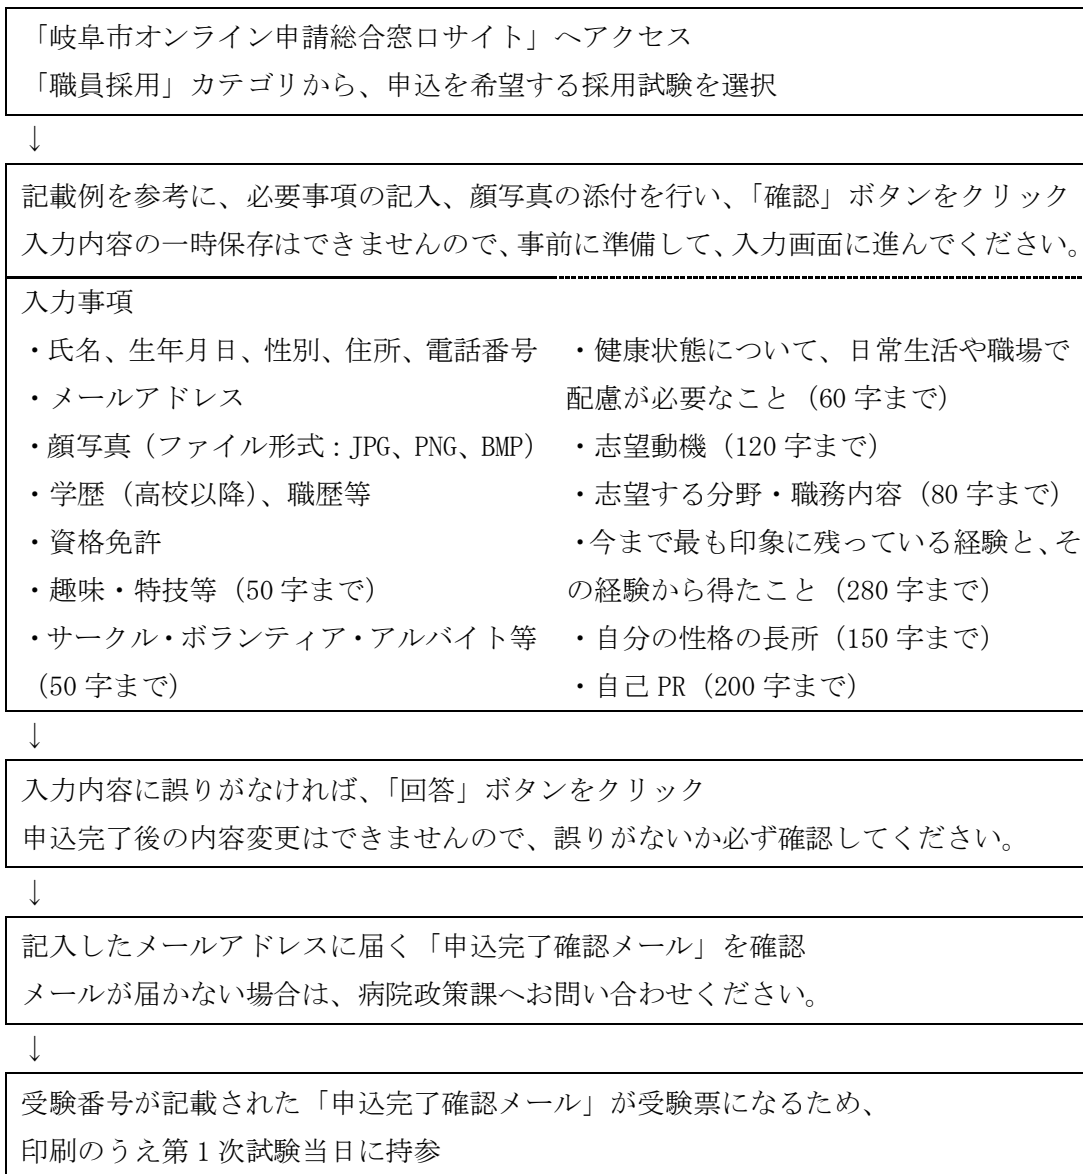 「岐阜市オンライン申請総合窓口サイト」へアクセス
「職員採用」カテゴリから、申込を希望する採用試験を選択
↓
記載例を参考に、必要事項の記入、顔写真の添付を行い、「確認」ボタンをクリック
入力内容の一時保存はできませんので、事前に準備して、入力画面に進んでください。
入力事項
・氏名、生年月日、性別、住所、電話番号
・メールアドレス
・顔写真（ファイル形式：JPG、PNG、BMP）
・学歴（高校以降）、職歴等
・資格免許
・趣味・特技等（50字まで）
・サークル・ボランティア・アルバイト等
（50字まで）
・健康状態について、日常生活や職場で
配慮が必要なこと（60字まで）
・志望動機（120字まで）
・志望する分野・職務内容（80字まで）
・今まで最も印象に残っている経験と、そ
の経験から得たこと（280字まで）
・自分の性格の長所（150字まで）
・自己PR（200字まで）
↓
入力内容に誤りがなければ、「回答」ボタンをクリック
申込完了後の内容変更はできませんので、誤りがないか必ず確認してください。
↓
記入したメールアドレスに届く「申込完了確認メール」を確認
メールが届かない場合は、病院政策課へお問い合わせください。
↓
受験番号が記載された「申込完了確認メール」が受験票になるため、
印刷のうえ第1次試験当日に持参